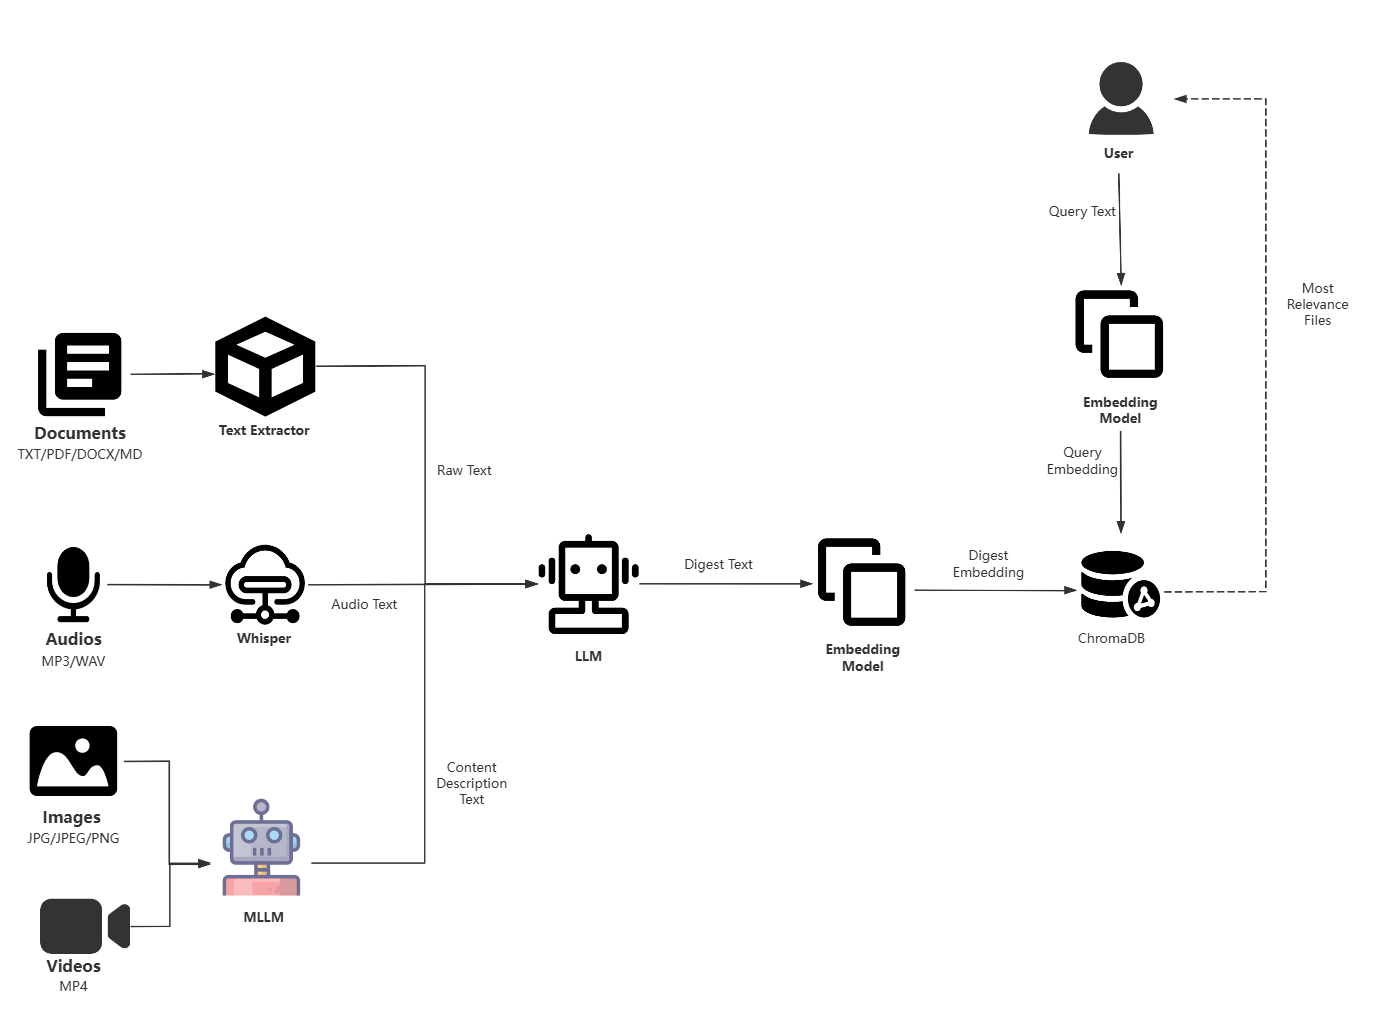 User
Query Text
Most
Relevance
Files
Embedding
Model
Query
Embedding
Documents
TXT/PDF/DOCX/MD
Text Extractor
Raw Text
Audios
MP3/WAV
Whisper
Audio Text
LLM
Digest Text
Embedding
Model
Digest
Embedding
ChromaDB
Images
JPG/JPEG/PNG
Content
Description
Text
MLLM
Videos
MP4